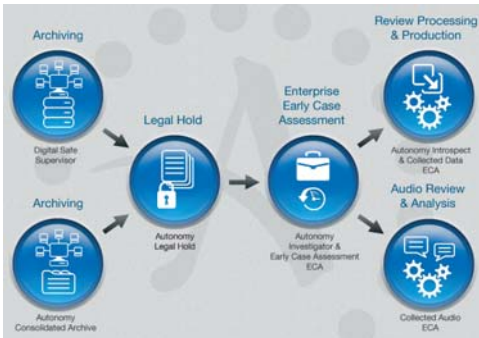 Archiving
Digital Safe
Supervisor
Archiving
Autonomy
Consolidated Archive
Legal Hold
Autonomy
Legal Hold
Enterprise
Early Case
Assessment
Autonomy
Investigator &
Early Case Assessment
ECA
Review Processing
& Production
Autonomy Introspect
& Collected Data
ECA
Audio Review
& Analysis
Collected Audio
ECA